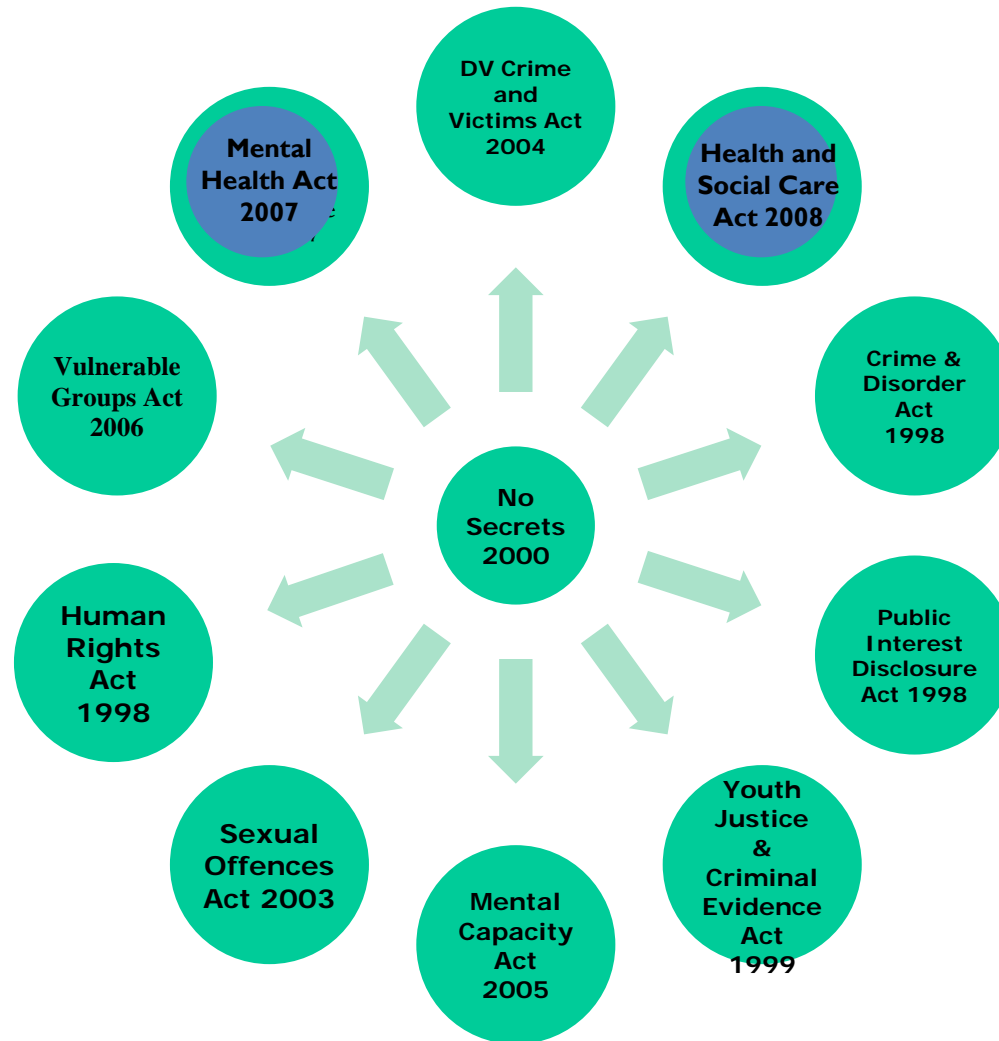 DV Crime
and
Victims Act
2004
Mental
Health Act
2007
Health and
Social Care
Act 2008
Vulnerable
Groups Act
2006
Crime &
Disorder
Act
1998
No
Secrets
2000
Human
Rights
Act
1998
Public
Interest
Disclosure
Act 1998
Sexual
Offences
Act 2003
Mental
Capacity
Act
2005
Youth
Justice
&
Criminal
Evidence
Act
1999